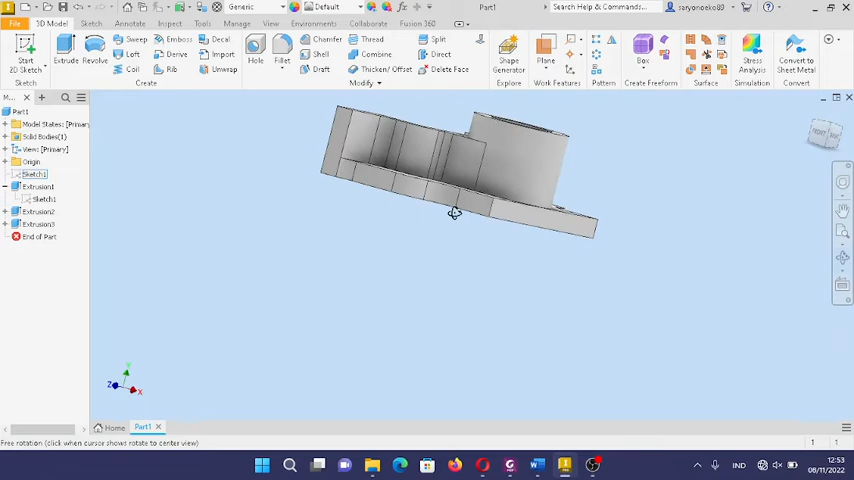 Generic
Default
Part1
Search Help & Commands...
saryonoeko89
File 3D Model Sketch Annotate Inspect Tools Manage View Environments Collaborate Fusion 360
Start 2D Sketch
Extrude
Revolve
Sweep Emboss Decal
Loft Derive Import
Coil Rib Unwrap
Hole
Fillet
Chamfer Thread Split
Shell Combine Direct
Draft Thicken/ Offset Delete Face
Shape Generator
Plane
Box
Stress Analysis
Convert to Sheet Metal
Sketch Create Modify Explore Work Features Pattern Create Freeform Surface Simulation Convert
M...
Part1
Model States: [Primary
Solid Bodies(1)
View: [Primary]
Origin
Sketch1
Extrusion1
Sketch1
Extrusion2
Extrusion3
End of Part
FRONT
Y
Z
X
Home Part1
Free rotation (click when cursor shows rotate to center view)
1 1
IND
12:53
08/11/2022